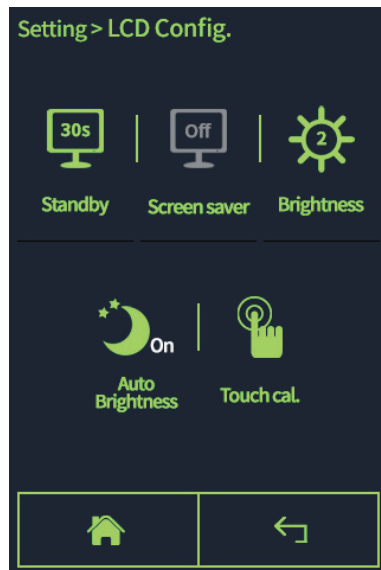 Setting > LCD Config.
30s
Off
2
Standby
Screen saver
Brightness
On
Auto
Brightness
Touch cal.